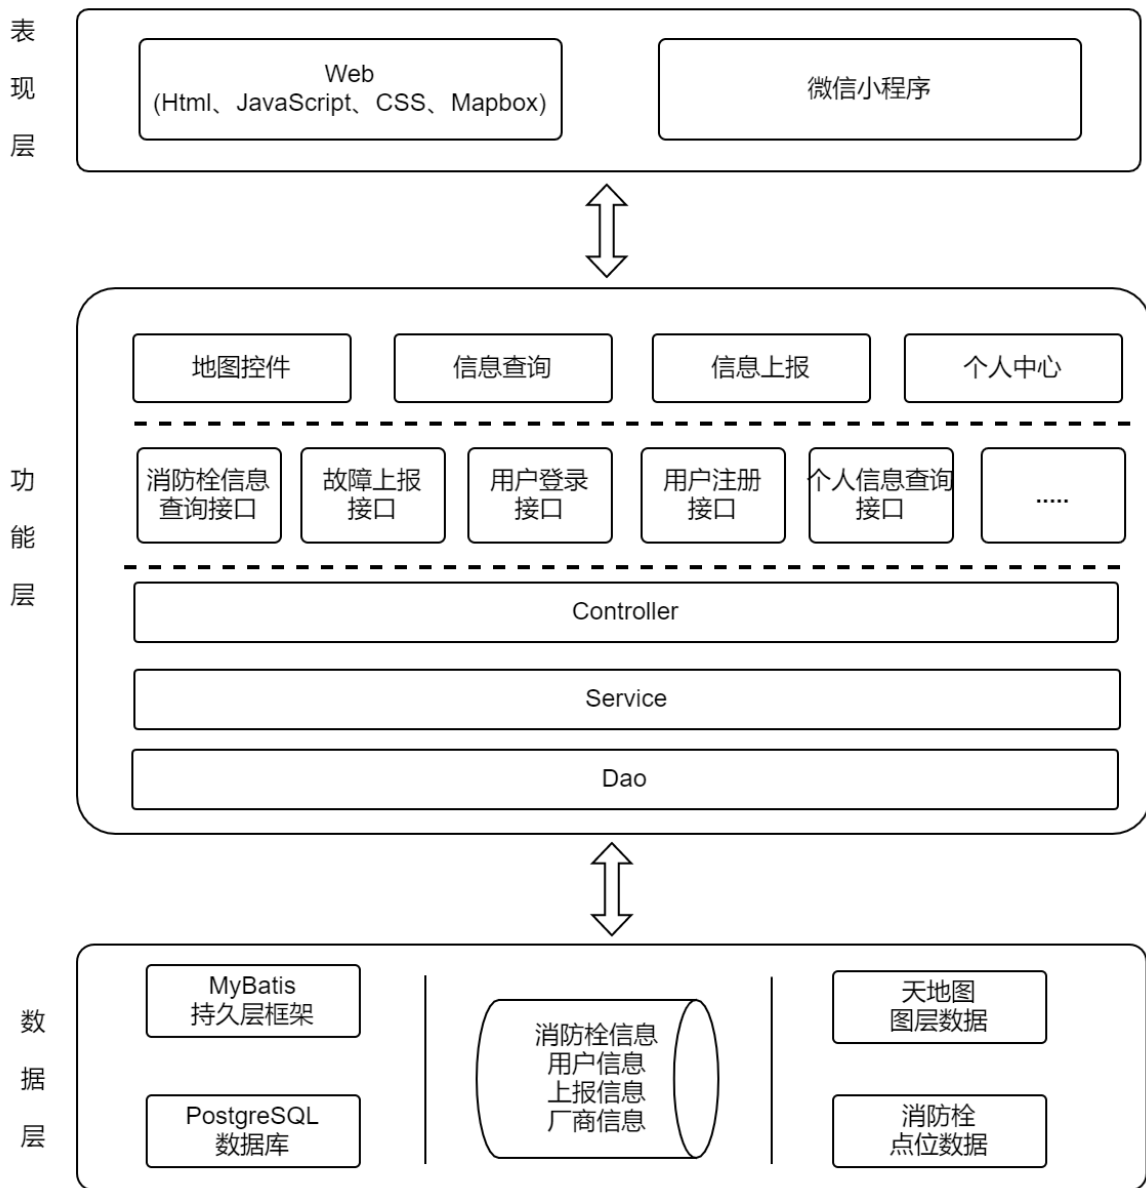 表现层
Web
(Html、JavaScript、CSS、Mapbox)
微信小程序
功能层
地图控件
信息查询
信息上报
个人中心
消防栓信息
查询接口
故障上报
接口
用户登录
接口
用户注册
接口
个人信息查询
接口
.....
Controller
Service
Dao
数据层
MyBatis
持久层框架
PostgreSQL
数据库
消防栓信息
用户信息
上报信息
厂商信息
天地图
图层数据
消防栓
点位数据